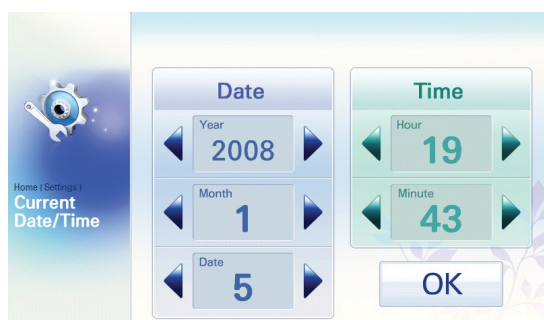 Home | Settings |
Current
Date/Time
Date
Year
2008
Month
1
Date
5
Time
Hour
19
Minute
43
OK